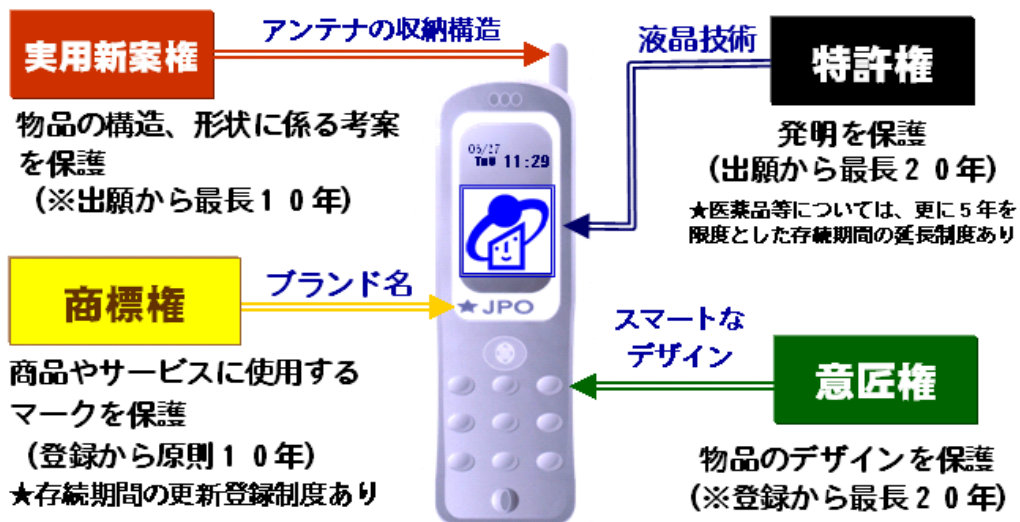 実用新案権
アンテナの収納構造
物品の構造、形状に係る考案
を保護
（※出願から最長１０年）
液晶技術
特許権
発明を保護
（出願から最長２０年）
★医薬品等については、更に５年を
限度とした存続期間の延長制度あり
05/27
TUE 11:29
★JPO
商標権
ブランド名
商品やサービスに使用する
マークを保護
（登録から原則１０年）
★存続期間の更新登録制度あり
スマートな
デザイン
意匠権
物品のデザインを保護
（※登録から最長２０年）